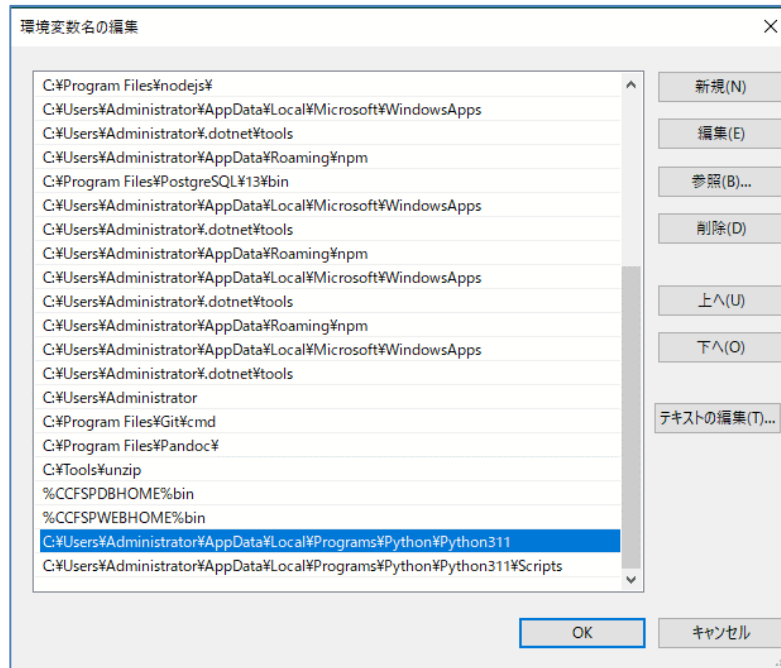 環境変数名の編集
C:¥Program Files¥nodejs¥
C:¥Users¥Administrator¥AppData¥Local¥Microsoft¥WindowsApps
C:¥Users¥Administrator¥.dotnet¥tools
C:¥Users¥Administrator¥AppData¥Roaming¥npm
C:¥Program Files¥PostgreSQL¥13¥bin
C:¥Users¥Administrator¥AppData¥Local¥Microsoft¥WindowsApps
C:¥Users¥Administrator¥.dotnet¥tools
C:¥Users¥Administrator¥AppData¥Roaming¥npm
C:¥Users¥Administrator¥AppData¥Local¥Microsoft¥WindowsApps
C:¥Users¥Administrator¥.dotnet¥tools
C:¥Users¥Administrator¥AppData¥Roaming¥npm
C:¥Users¥Administrator¥AppData¥Local¥Microsoft¥WindowsApps
C:¥Users¥Administrator¥.dotnet¥tools
C:¥Users¥Administrator
C:¥Program Files¥Git¥cmd
C:¥Program Files¥Pandoc¥
C:¥Tools¥unzip
%CCFSPDBHOME%bin
%CCFSPWEBHOME%bin
C:¥Users¥Administrator¥AppData¥Local¥Programs¥Python¥Python311
C:¥Users¥Administrator¥AppData¥Local¥Programs¥Python¥Python311¥Scripts
新規(N)
編集(E)
参照(B)...
削除(D)
上へ(U)
下へ(O)
テキストの編集(T)...
OK
キャンセル